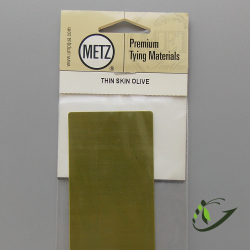 METZ
Premium
Tying Materials
THIN SKIN OLIVE